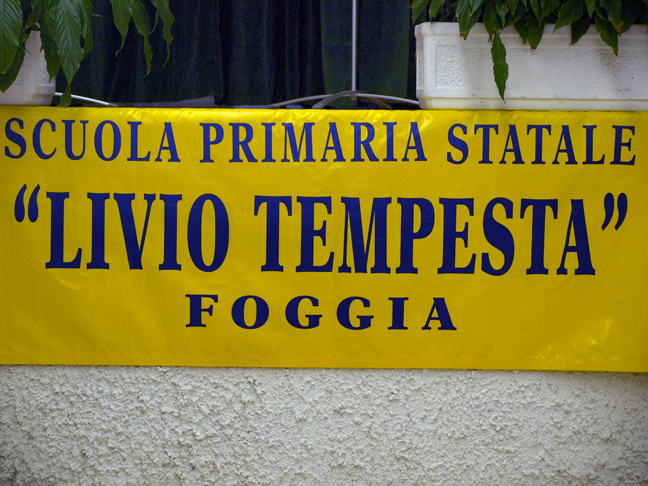 SCUOLA PRIMARIA STATALE
“LIVIO TEMPESTA”
FOGGIA